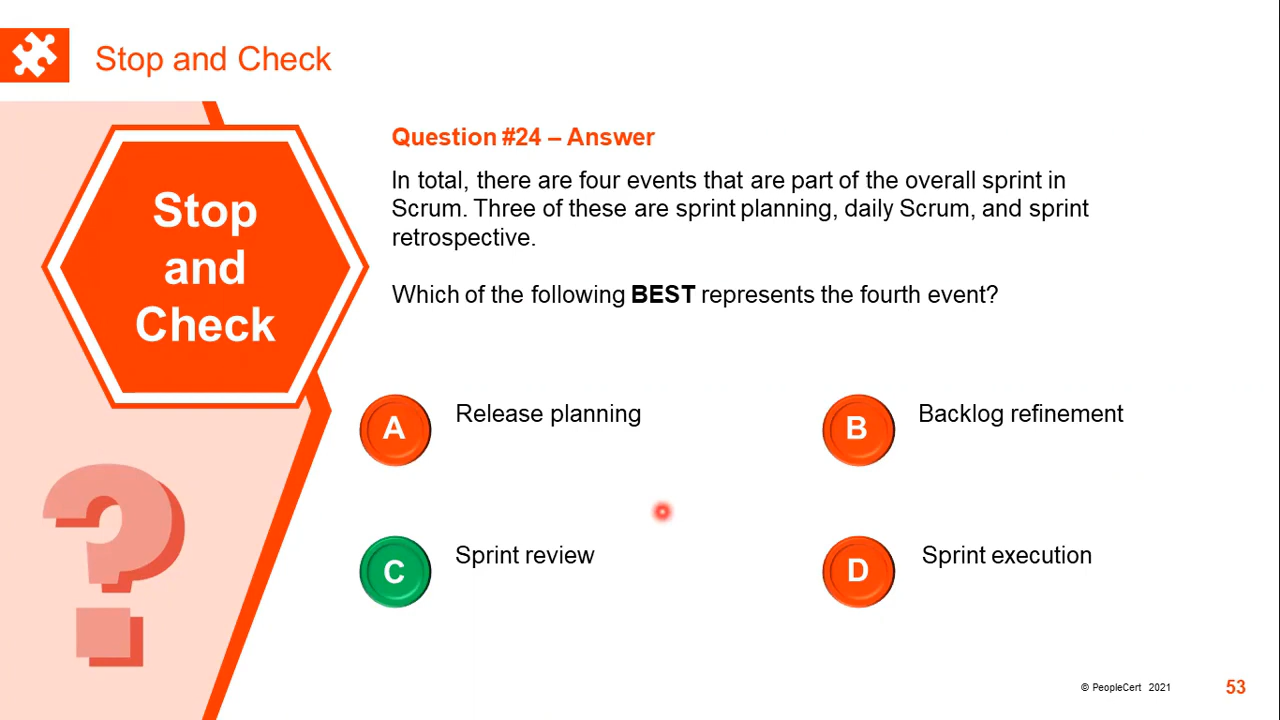 Stop and Check
Stop
and
Check
Question #24 – Answer
In total, there are four events that are part of the overall sprint in
Scrum. Three of these are sprint planning, daily Scrum, and sprint
retrospective.
Which of the following BEST represents the fourth event?
A Release planning
B Backlog refinement
C Sprint review
D Sprint execution
?
© PeopleCert 2021
53